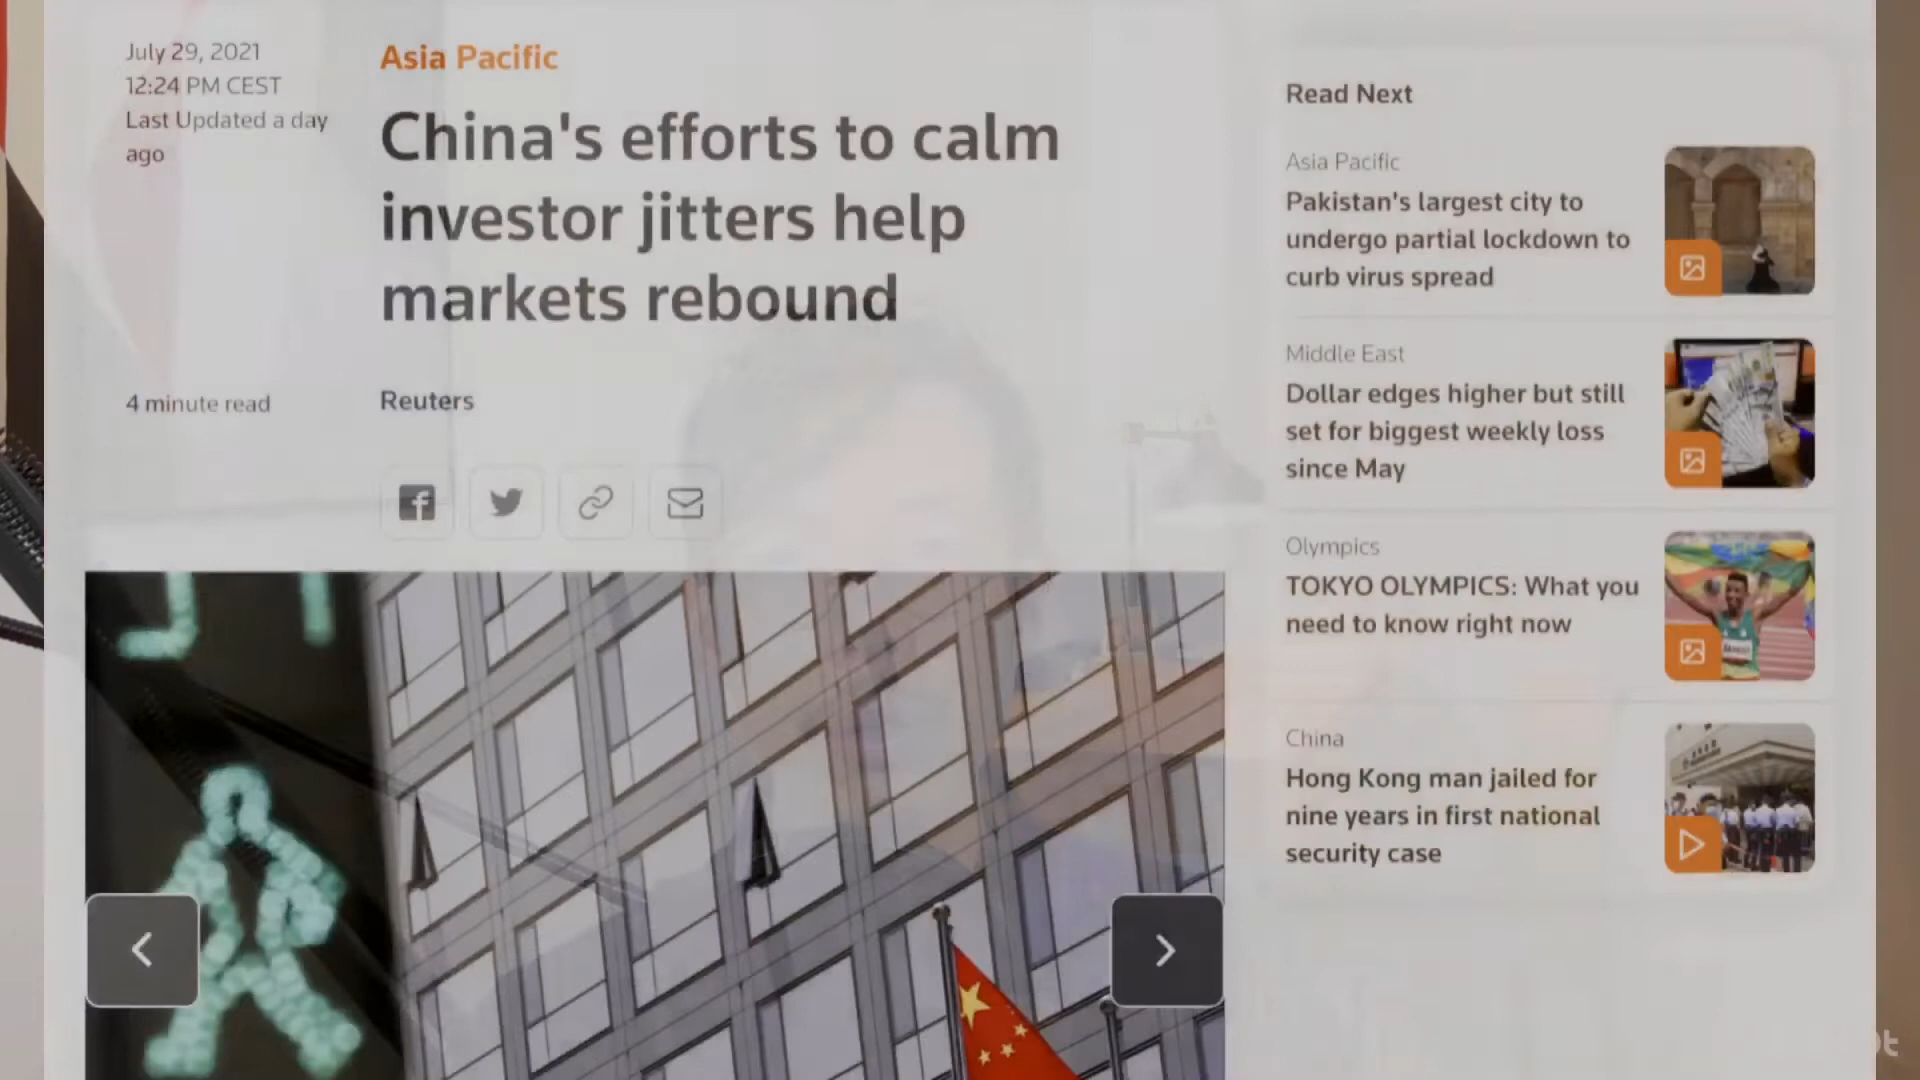 July 29, 2021
12:24 PM CEST
Last Updated a day
ago
Asia Pacific
China's efforts to calm
investor jitters help
markets rebound
4 minute read
Reuters
Read Next
Asia Pacific
Pakistan's largest city to
undergo partial lockdown to
curb virus spread
Middle East
Dollar edges higher but still
set for biggest weekly loss
since May
Olympics
TOKYO OLYMPICS: What you
need to know right now
China
Hong Kong man jailed for
nine years in first national
security case